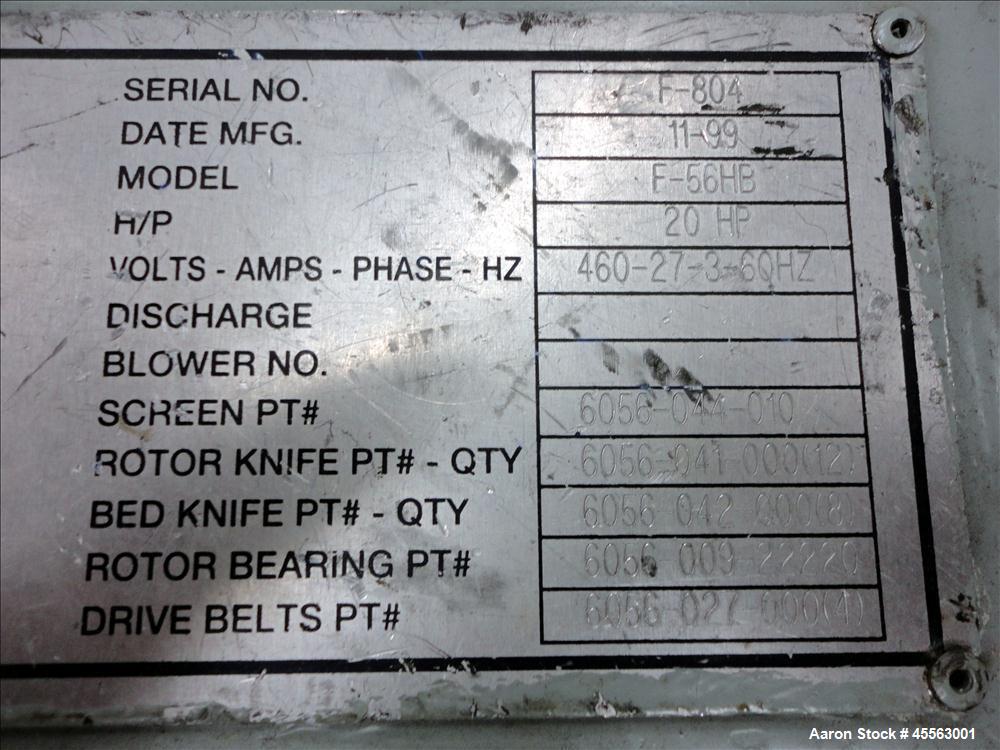 SERIAL NO. F-804
DATE MFG. 11-99
MODEL F-56HB
H/P 20 HP
VOLTS - AMPS - PHASE - HZ 460-27-3-60HZ
DISCHARGE
BLOWER NO.
SCREEN PT# 6056-044-010
ROTOR KNIFE PT# - QTY 6056-041-000(12)
BED KNIFE PT# - QTY 6056-042-000(8)
ROTOR BEARING PT# 6056-009-22220
DRIVE BELTS PT# 6056-027-000(4)
Aaron Stock # 45563001